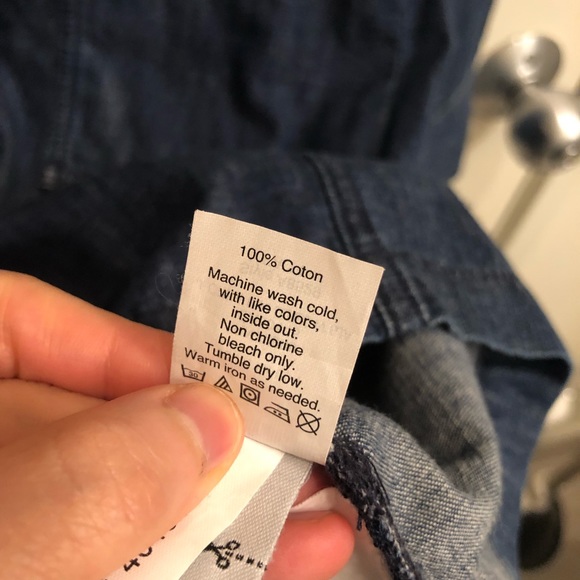 100% Coton
Machine wash cold,
with like colors,
inside out.
Non chlorine
bleach only.
Tumble dry low.
Warm iron as needed.
30